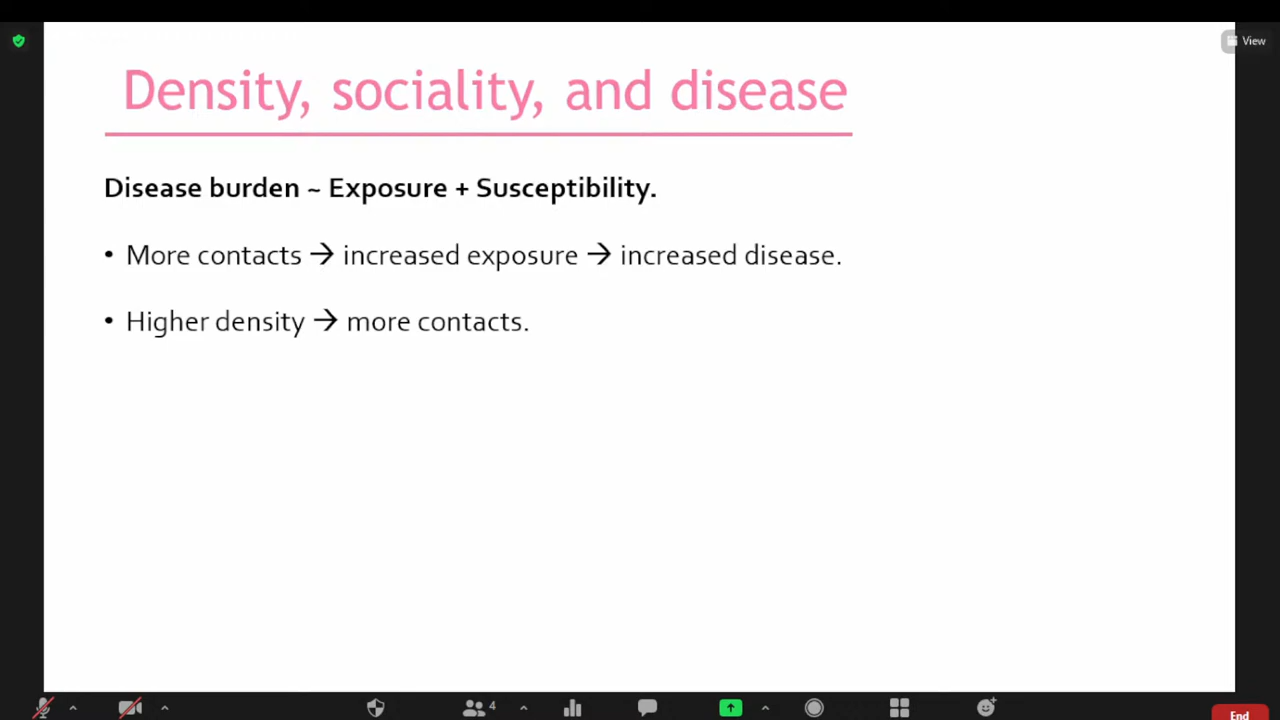 View
Density, sociality, and disease
Disease burden ~ Exposure + Susceptibility.
• More contacts → increased exposure → increased disease.
• Higher density → more contacts.
4
End